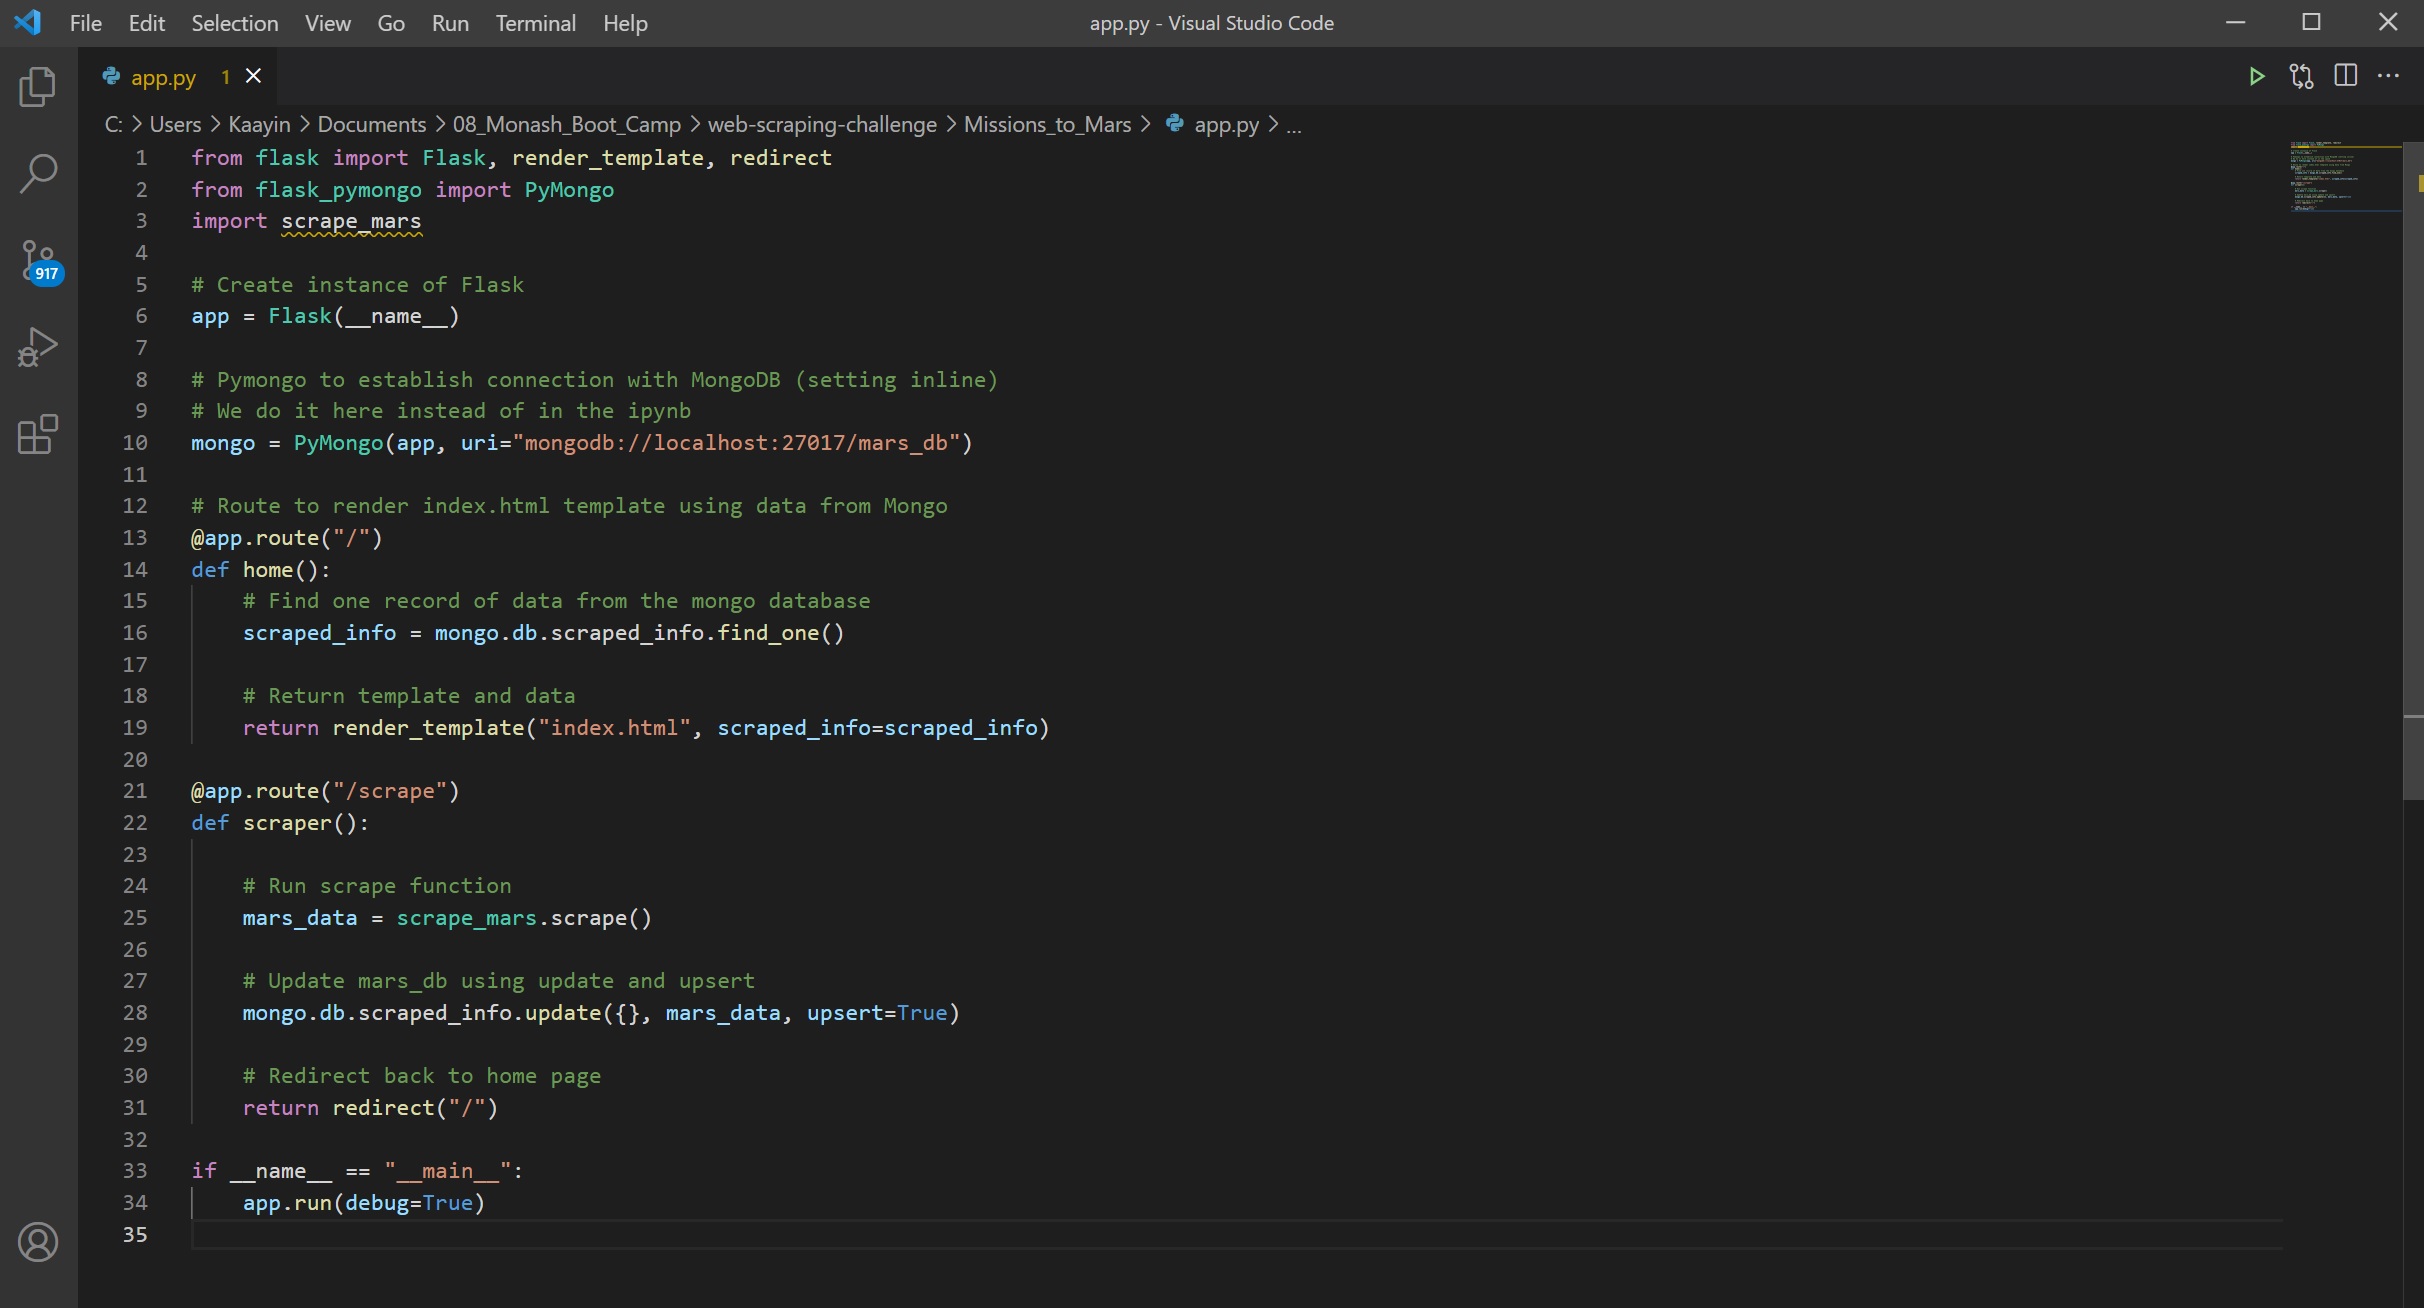 File Edit Selection View Go Run Terminal Help app.py - Visual Studio Code
app.py 1
C: > Users > Kaayin > Documents > 08_Monash_Boot_Camp > web-scraping-challenge > Missions_to_Mars > app.py > ...
1 from flask import Flask, render_template, redirect
2 from flask_pymongo import PyMongo
3 import scrape_mars
4
917
5 # Create instance of Flask
6 app = Flask(__name__)
7
8 # Pymongo to establish connection with MongoDB (setting inline)
9 # We do it here instead of in the ipynb
10 mongo = PyMongo(app, uri="mongodb://localhost:27017/mars_db")
11
12 # Route to render index.html template using data from Mongo
13 @app.route("/")
14 def home():
15     # Find one record of data from the mongo database
16     scraped_info = mongo.db.scraped_info.find_one()
17
18     # Return template and data
19     return render_template("index.html", scraped_info=scraped_info)
20
21 @app.route("/scrape")
22 def scraper():
23
24     # Run scrape function
25     mars_data = scrape_mars.scrape()
26
27     # Update mars_db using update and upsert
28     mongo.db.scraped_info.update({}, mars_data, upsert=True)
29
30     # Redirect back to home page
31     return redirect("/")
32
33 if __name__ == "__main__":
34     app.run(debug=True)
35